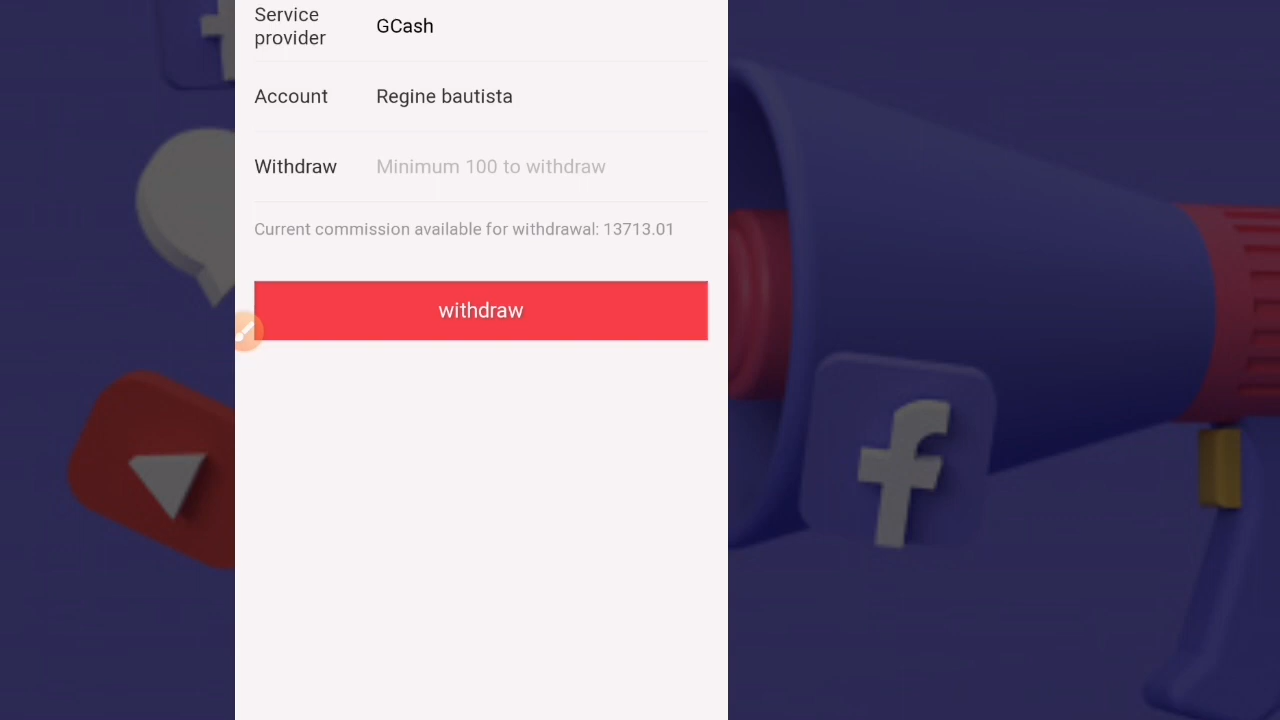 Service
provider
GCash
Account
Regine bautista
Withdraw
Minimum 100 to withdraw
Current commission available for withdrawal: 13713.01
withdraw